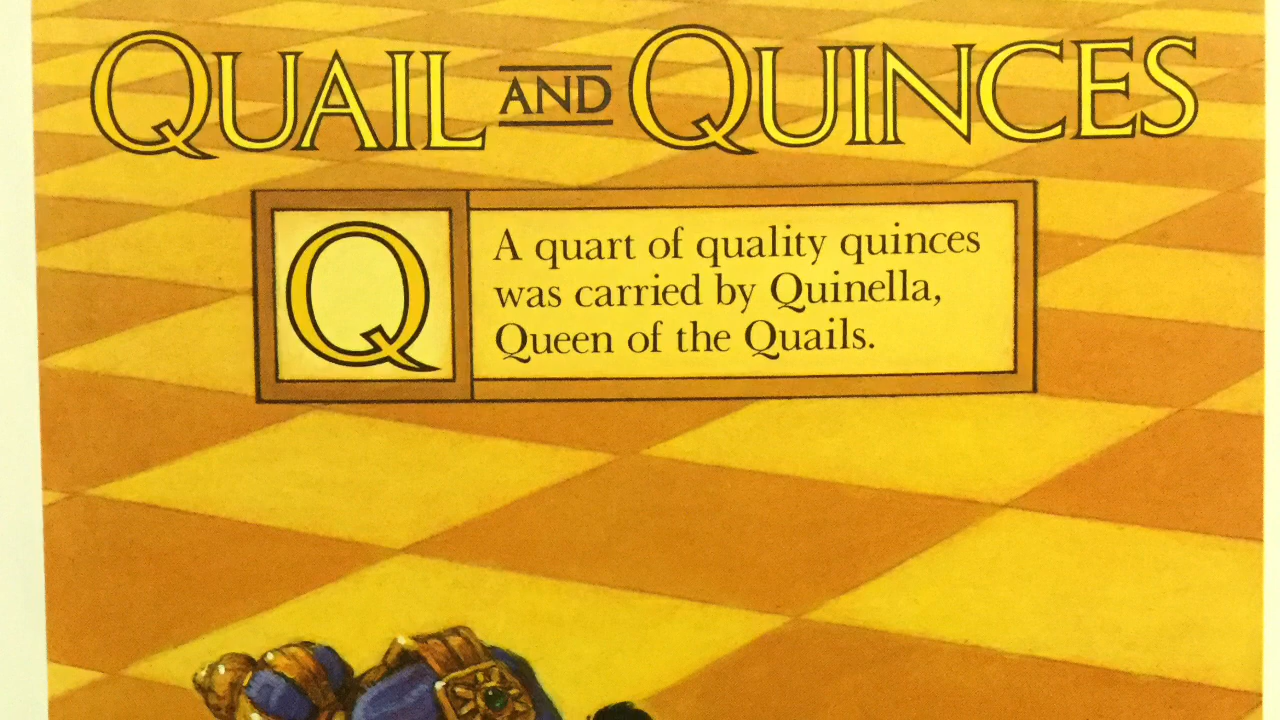 QUAIL AND QUINCES
Q
A quart of quality quinces
was carried by Quinella,
Queen of the Quails.